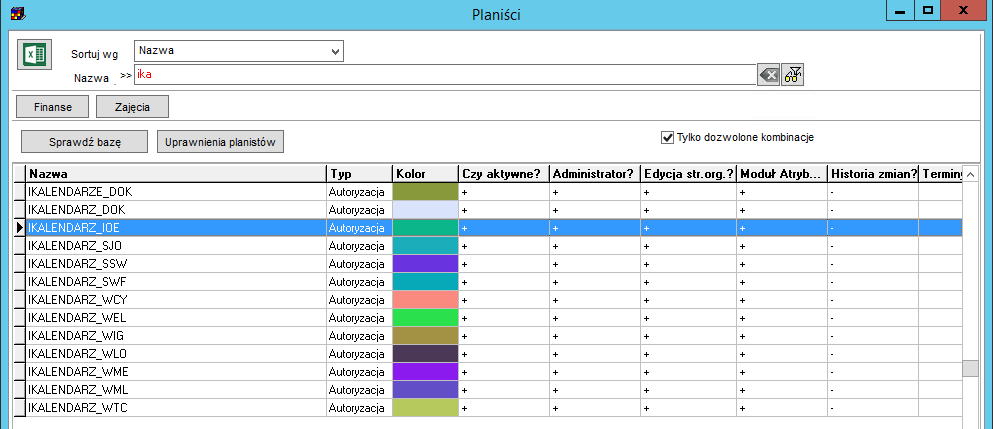 Planiści
Sortuj wg Nazwa
Nazwa >> ika
Finanse Zajęcia
Sprawdź bazę Uprawnienia planistów Tylko dozwolone kombinacje
Nazwa Typ Kolor Czy aktywne? Administrator? Edycja str.org.? Moduł Atryb... Historia zmian? Terminy
IKALENDARZE_DOK Autoryzacja + + + + -
IKALENDARZ_DOK Autoryzacja + + + + -
IKALENDARZ_IOE Autoryzacja + + + + -
IKALENDARZ_SJO Autoryzacja + + + + -
IKALENDARZ_SSW Autoryzacja + + + + -
IKALENDARZ_SWF Autoryzacja + + + + -
IKALENDARZ_WCY Autoryzacja + + + + -
IKALENDARZ_WEL Autoryzacja + + + + -
IKALENDARZ_WIG Autoryzacja + + + + -
IKALENDARZ_WLO Autoryzacja + + + + -
IKALENDARZ_WME Autoryzacja + + + + -
IKALENDARZ_WML Autoryzacja + + + + -
IKALENDARZ_WTC Autoryzacja + + + + -